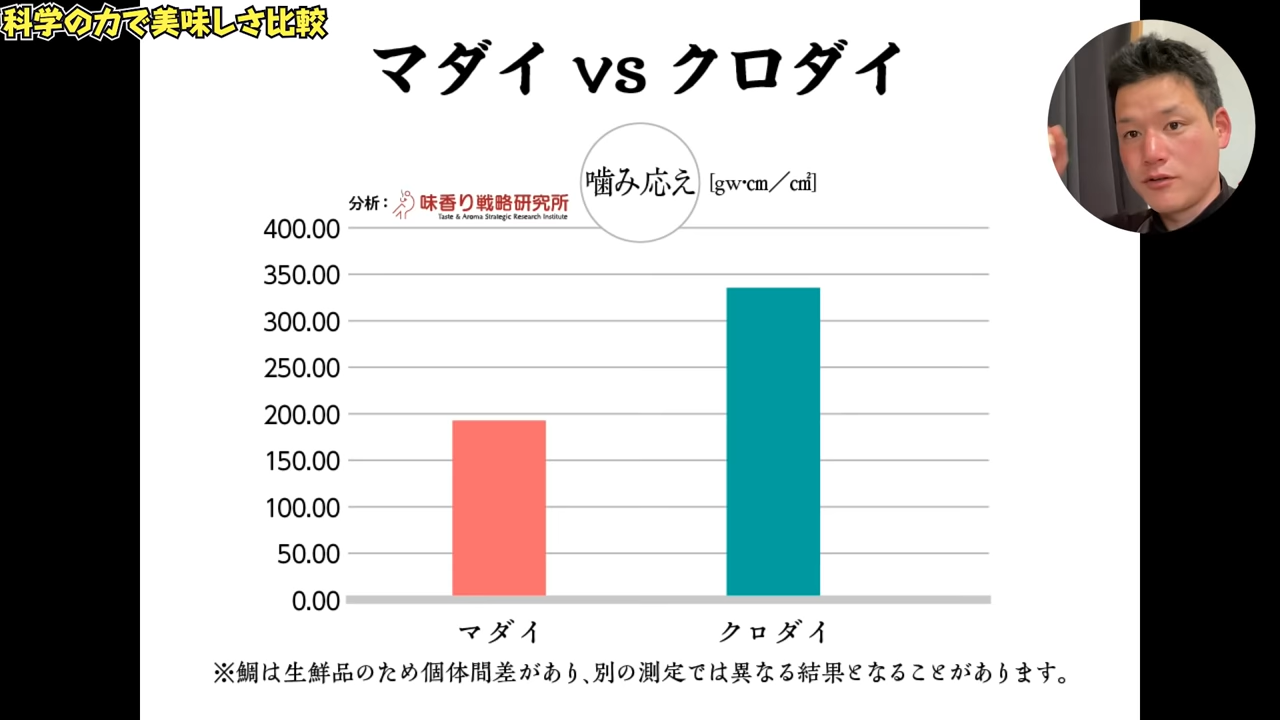 科学の力で美味しさ比較
マダイ vs クロダイ
噛み応え [gw・cm／c㎡]
分析： 味香り戦略研究所
Taste & Aroma Strategic Research Institute
400.00
350.00
300.00
250.00
200.00
150.00
100.00
50.00
0.00
マダイ クロダイ
※鯛は生鮮品のため個体間差があり、別の測定では異なる結果となることがあります。